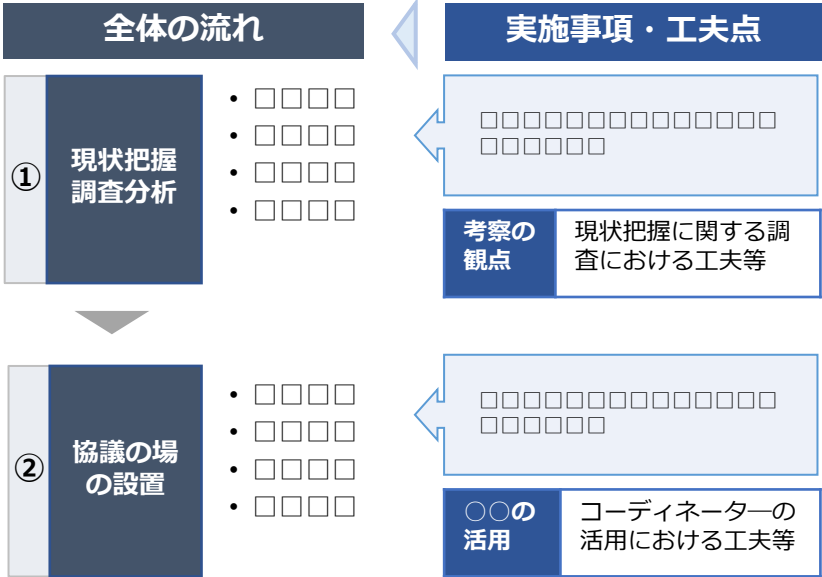 全体の流れ
実施事項・工夫点
①
現状把握
調査分析
• □□□□
• □□□□
• □□□□
• □□□□
□□□□□□□□□□□□□□
□□□□□□
考察の
観点
現状把握に関する調
査における工夫等
②
協議の場
の設置
• □□□□
• □□□□
• □□□□
• □□□□
□□□□□□□□□□□□□□
□□□□□□
○○の
活用
コーディネータ―の
活用における工夫等